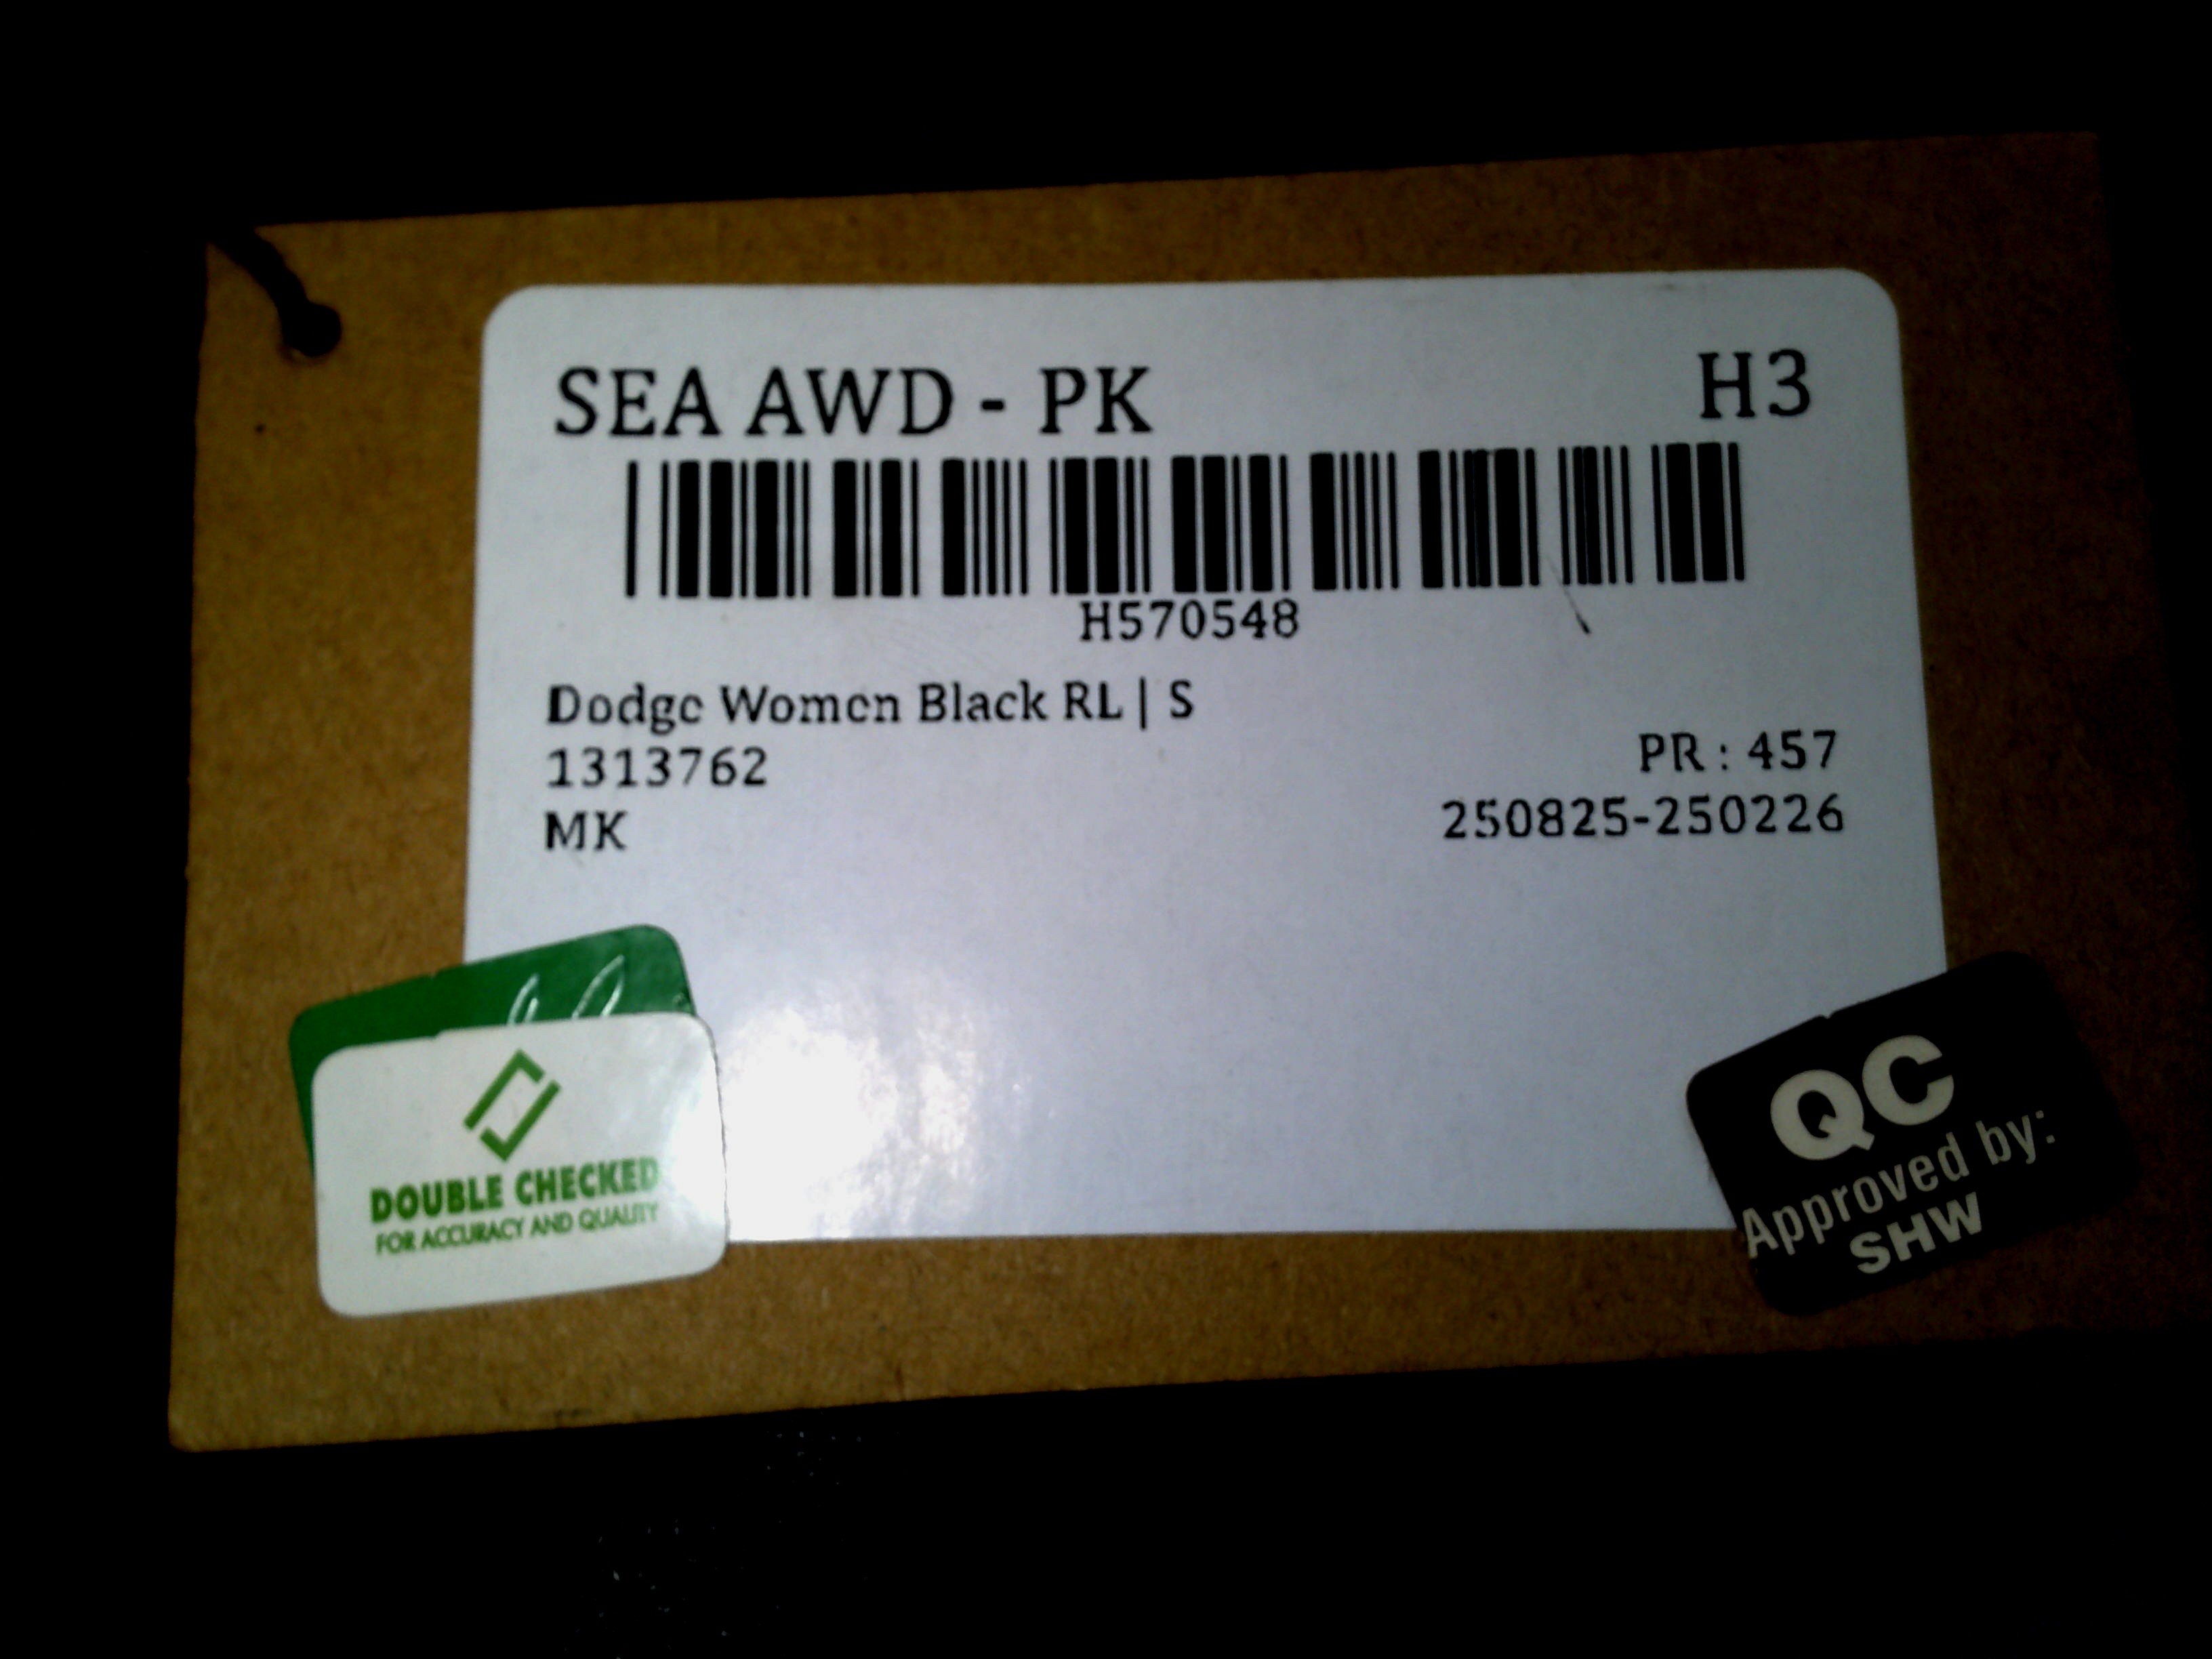 SEA AWD - PK
H3
H570548
Dodge Women Black RL | S
1313762
PR : 457
MK
250825-250226
DOUBLE CHECKED
FOR ACCURACY AND QUALITY
QC
Approved by:
SHW